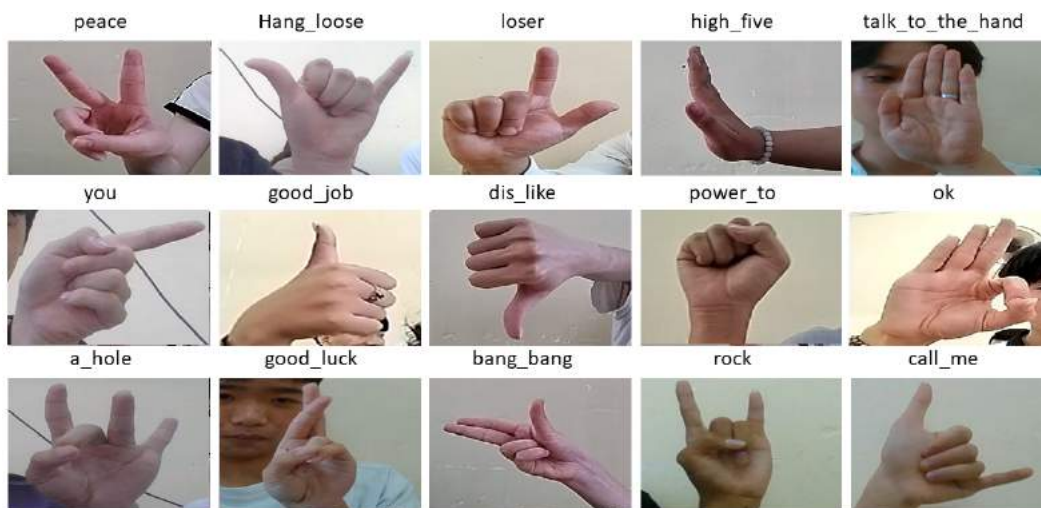 peace Hang_loose loser high_five talk_to_the_hand
you good_job dis_like power_to ok
a_hole good_luck bang_bang rock call_me